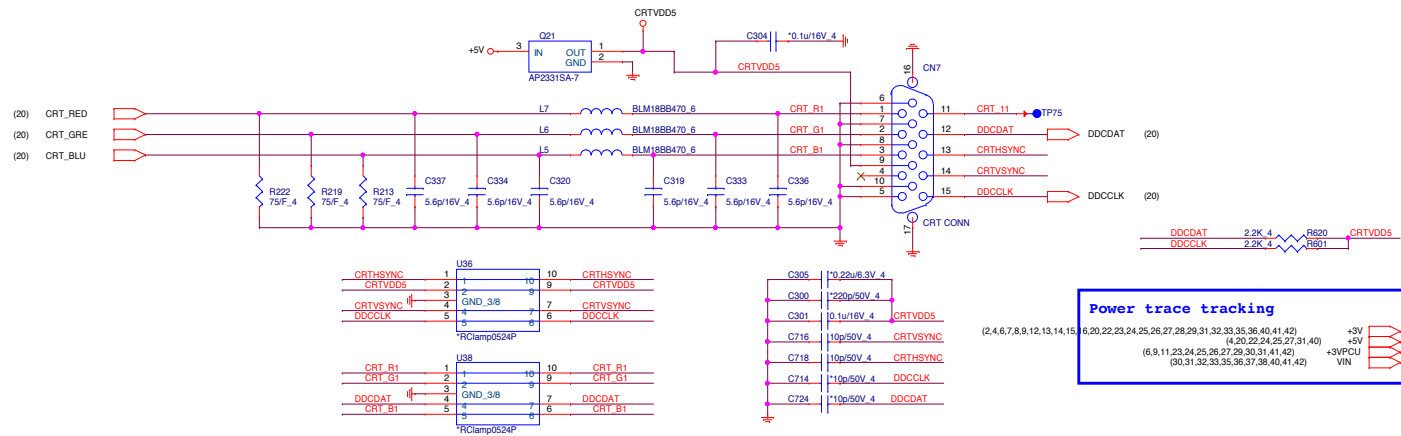 CRTVDD5
Q21
+5V
3
IN
OUT
1
GND
2
AP2331SA-7
C304
*0.1u/16V_4
CRTVDD5
16
CN7
(20) CRT_RED
L7
BLM18BB470_6
CRT_R1
(20) CRT_GRE
L6
BLM18BB470_6
CRT_G1
(20) CRT_BLU
L5
BLM18BB470_6
CRT_B1
6
1
7
2
8
3
9
4
10
5
11
CRT_11
TP75
12
DDCDAT
DDCDAT
(20)
13
CRTHSYNC
14
CRTVSYNC
15
DDCCLK
DDCCLK
(20)
17
CRT CONN
R222
75/F_4
R219
75/F_4
R213
75/F_4
C337
5.6p/16V_4
C334
5.6p/16V_4
C320
5.6p/16V_4
C319
5.6p/16V_4
C333
5.6p/16V_4
C336
5.6p/16V_4
DDCDAT
2.2K_4
R620
CRTVDD5
DDCCLK
2.2K_4
R601
U36
CRTHSYNC 1 1 10 10 CRTHSYNC
CRTVDD5 2 2 9 9 CRTVDD5
3 GND_3/8
CRTVSYNC 4 4 7 7 CRTVSYNC
DDCCLK 5 5 6 6 DDCCLK
*RClamp0524P
U38
CRT_R1 1 1 10 10 CRT_R1
CRT_G1 2 2 9 9 CRT_G1
3 GND_3/8
DDCDAT 4 4 7 7 DDCDAT
CRT_B1 5 5 6 6 CRT_B1
*RClamp0524P
C305 *0.22u/6.3V_4
C300 *220p/50V_4
C301 0.1u/16V_4 CRTVDD5
C716 10p/50V_4 CRTVSYNC
C718 10p/50V_4 CRTHSYNC
C714 *10p/50V_4 DDCCLK
C724 *10p/50V_4 DDCDAT
Power trace tracking
(2,4,6,7,8,9,12,13,14,15,16,20,22,23,24,25,26,27,28,29,31,32,33,35,36,40,41,42) +3V
(4,20,22,24,25,27,31,40) +5V
(6,9,11,23,24,25,26,27,29,30,31,41,42) +3VPCU
(30,31,32,33,35,36,37,38,40,41,42) VIN